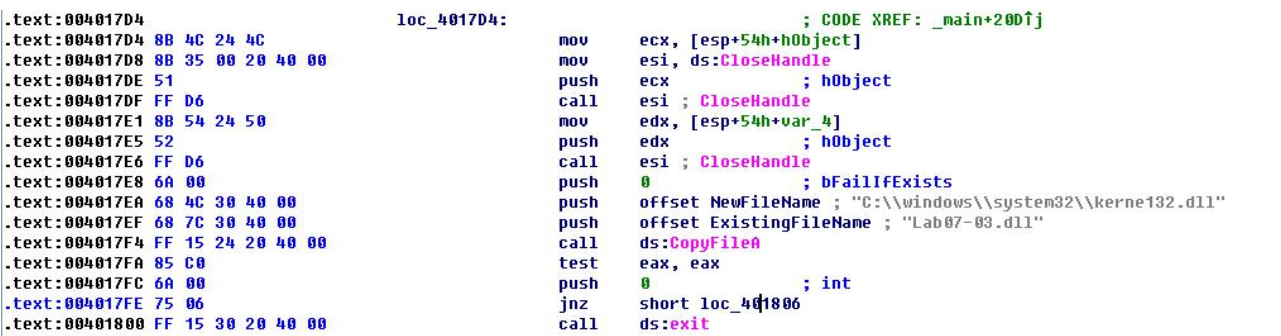 .text:004017D4 loc_4017D4: ; CODE XREF: _main+20D↑j
.text:004017D4 8B 4C 24 4C mov ecx, [esp+54h+hObject]
.text:004017D8 8B 35 00 20 40 00 mov esi, ds:CloseHandle
.text:004017DE 51 push ecx ; hObject
.text:004017DF FF D6 call esi ; CloseHandle
.text:004017E1 8B 54 24 50 mov edx, [esp+54h+var_4]
.text:004017E5 52 push edx ; hObject
.text:004017E6 FF D6 call esi ; CloseHandle
.text:004017E8 6A 00 push 0 ; bFailIfExists
.text:004017EA 68 4C 30 40 00 push offset NewFileName ; "C:\\windows\\system32\\kerne132.dll"
.text:004017EF 68 7C 30 40 00 push offset ExistingFileName ; "Lab07-03.dll"
.text:004017F4 FF 15 24 20 40 00 call ds:CopyFileA
.text:004017FA 85 C0 test eax, eax
.text:004017FC 6A 00 push 0 ; int
.text:004017FE 75 06 jnz short loc_401806
.text:00401800 FF 15 30 20 40 00 call ds:exit